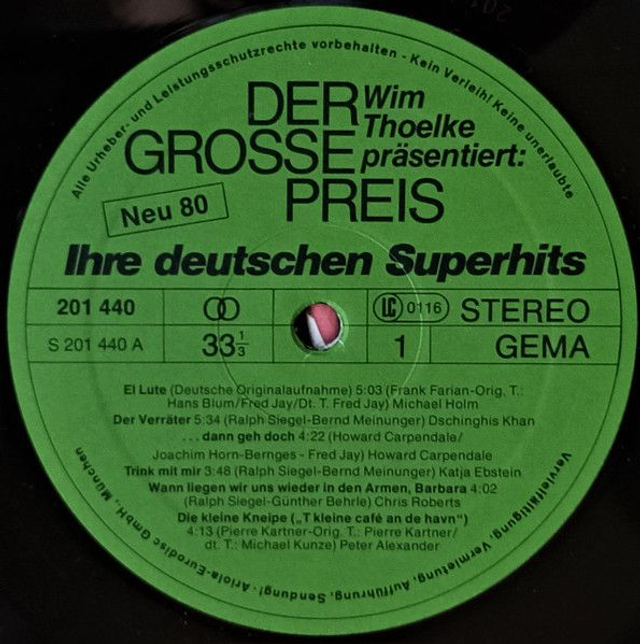 Alle Urheber- und Leistungsschutzrechte vorbehalten - Kein Verleih! Keine unerlaubte
DER
GROSSE
PREIS
Wim
Thoelke
präsentiert:
Neu 80
Ihre deutschen Superhits
201 440
LC 0116 STEREO
S 201 440 A
33 1/3
1
GEMA
El Lute (Deutsche Originalaufnahme) 5:03 (Frank Farian-Orig. T.:
Hans Blum/Fred Jay/Dt. T. Fred Jay) Michael Holm
Der Verräter 5:34 (Ralph Siegel-Bernd Meinunger) Dschinghis Khan
... dann geh doch 4:22 (Howard Carpendale/
Joachim Horn-Bernges - Fred Jay) Howard Carpendale
Trink mit mir 3:48 (Ralph Siegel-Bernd Meinunger) Katja Ebstein
Wann liegen wir uns wieder in den Armen, Barbara 4:02
(Ralph Siegel-Günther Behrle) Chris Roberts
Die kleine Kneipe („T kleine café an de havn“)
4:13 (Pierre Kartner-Orig. T.: Pierre Kartner/
dt. T.: Michael Kunze) Peter Alexander
Vervielfältigung, Vermietung, Aufführung, Sendung! · Ariola-Eurodisc GmbH., München